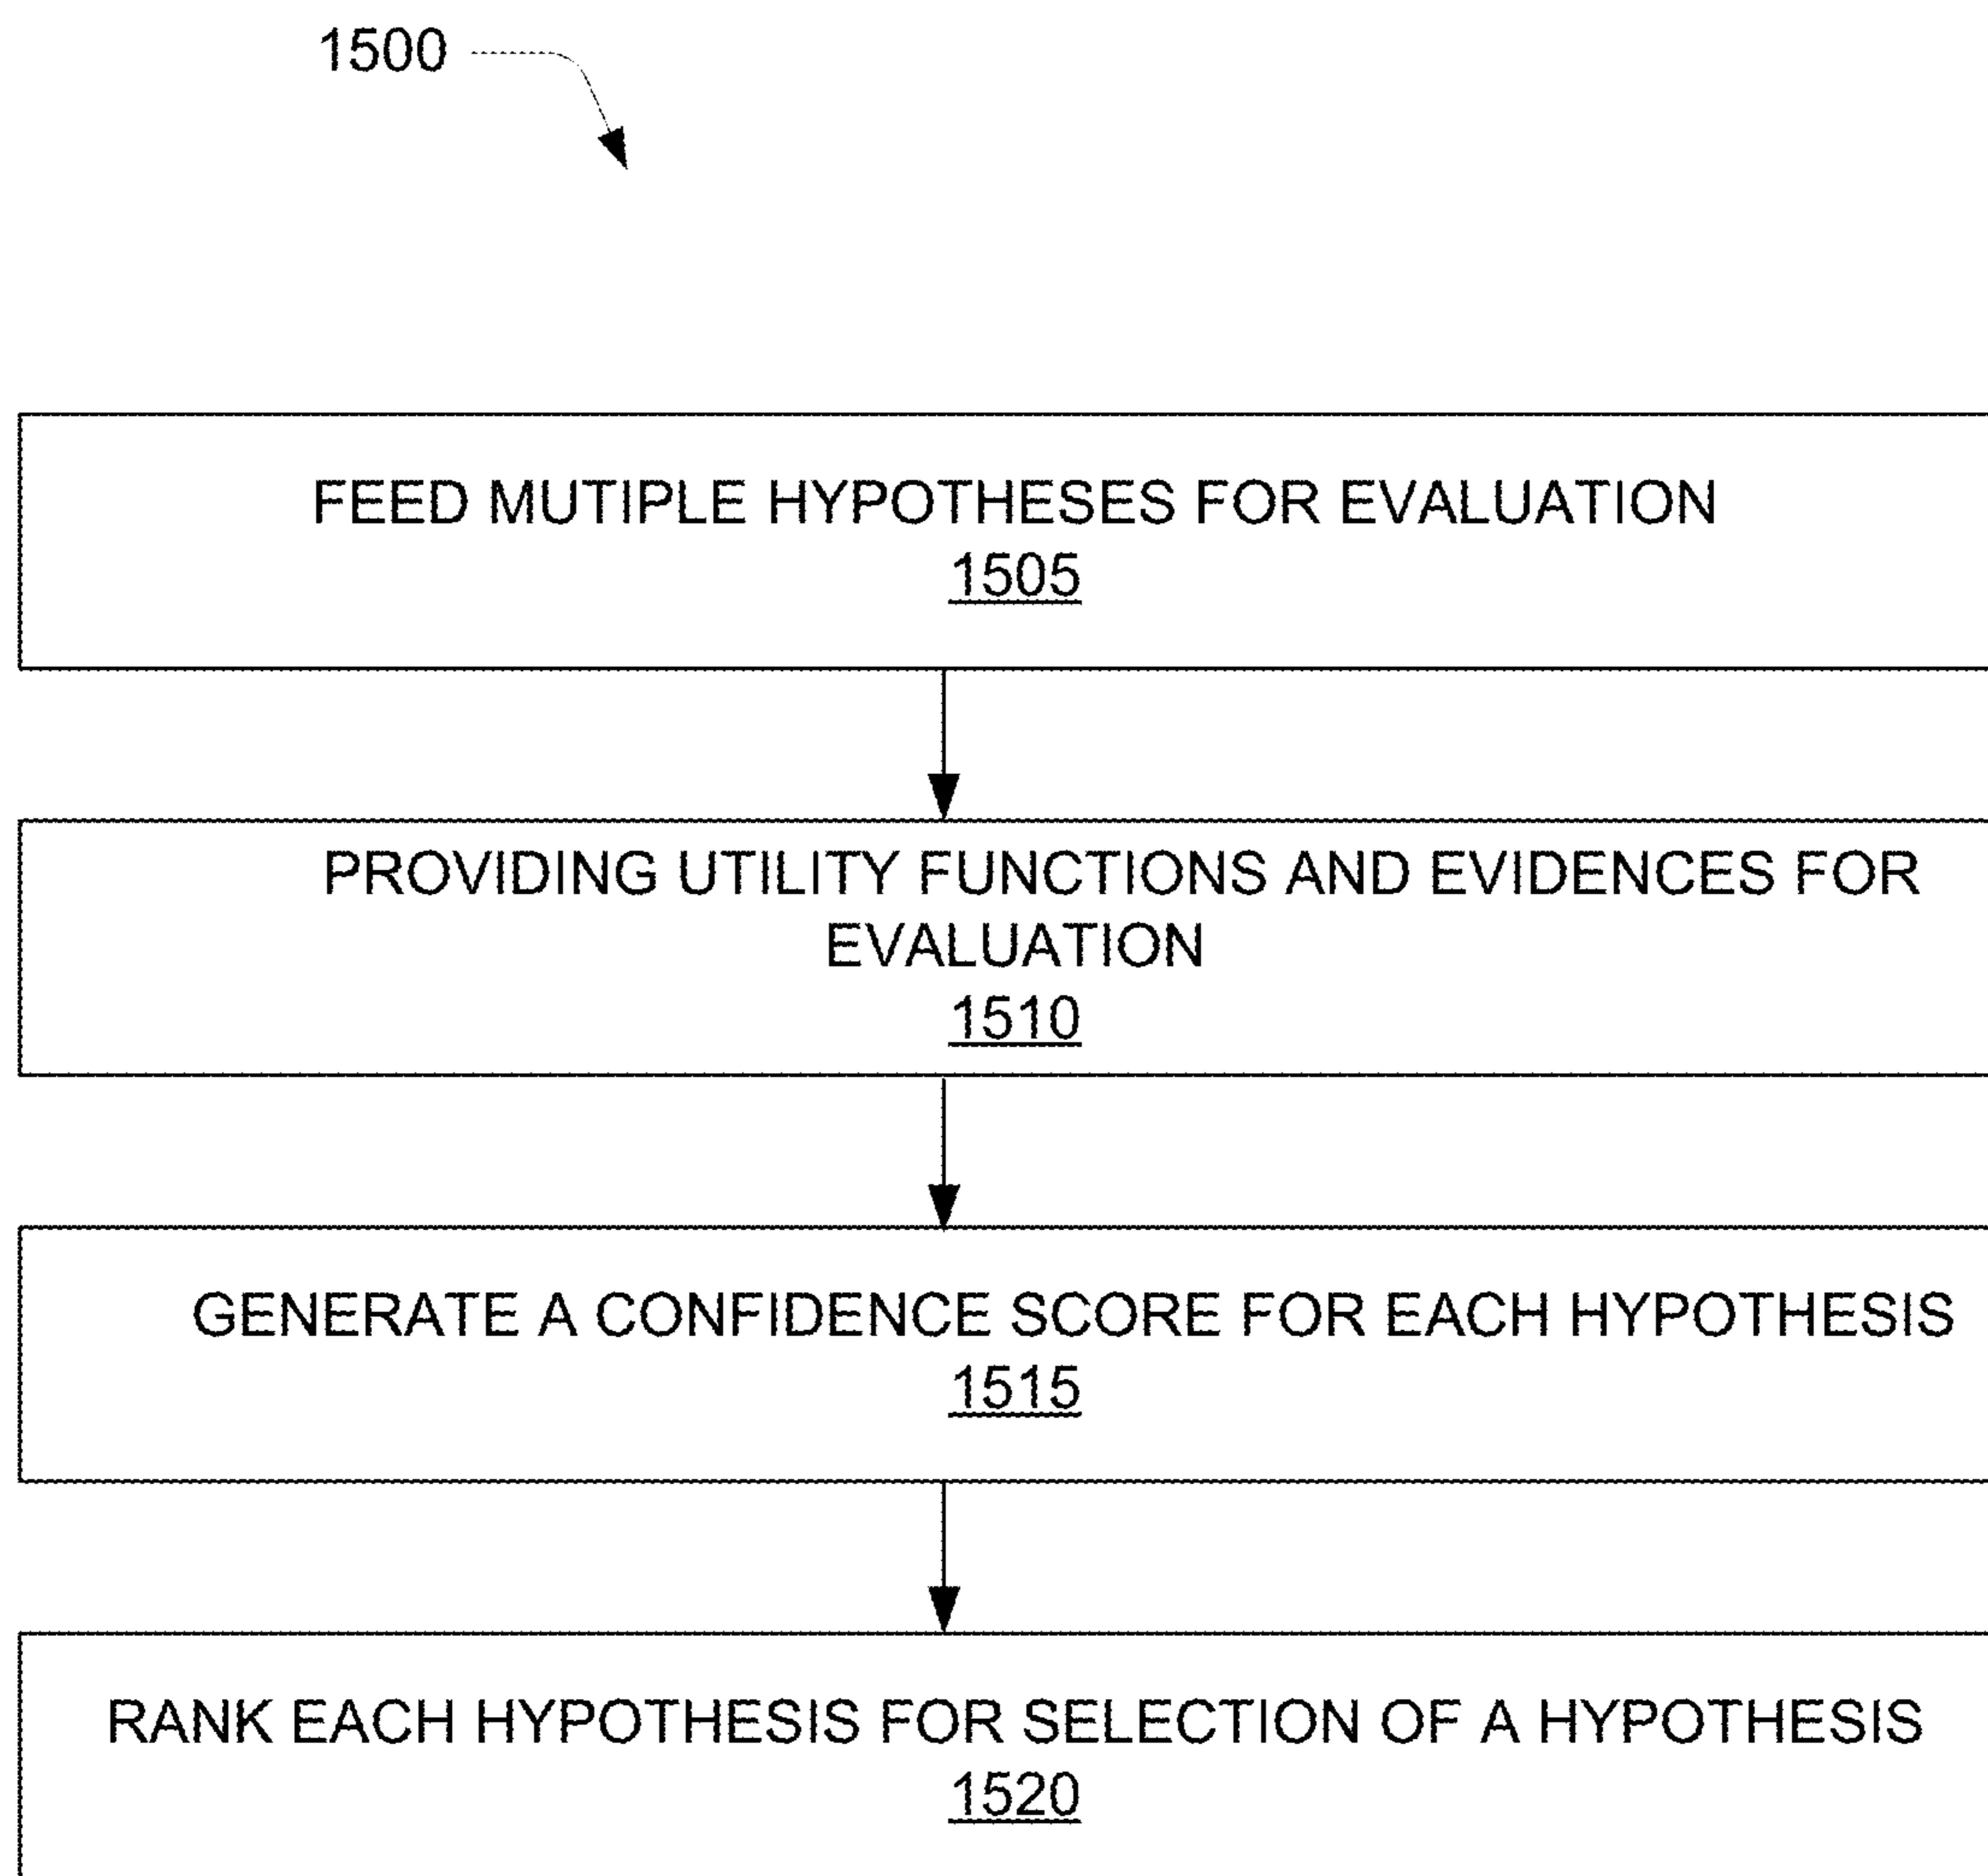 1500
FEED MUTIPLE HYPOTHESES FOR EVALUATION
1505
PROVIDING UTILITY FUNCTIONS AND EVIDENCES FOR
EVALUATION
1510
GENERATE A CONFIDENCE SCORE FOR EACH HYPOTHESIS
1515
RANK EACH HYPOTHESIS FOR SELECTION OF A HYPOTHESIS
1520